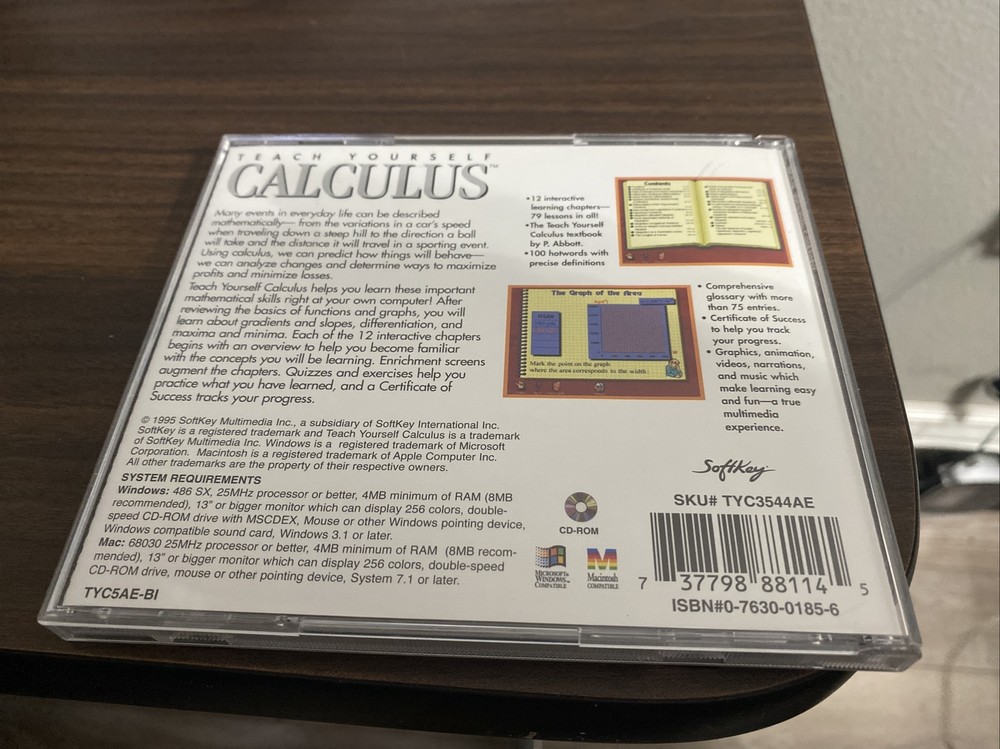 TEACH YOURSELF
CALCULUS™
Many events in everyday life can be described
mathematically— from the variations in a car's speed
when traveling down a steep hill to the direction a ball
will take and the distance it will travel in a sporting event.
Using calculus, we can predict how things will behave—
we can analyze changes and determine ways to maximize
profits and minimize losses.
Teach Yourself Calculus helps you learn these important
mathematical skills right at your own computer! After
reviewing the basics of functions and graphs, you will
learn about gradients and slopes, differentiation, and
maxima and minima. Each of the 12 interactive chapters
begins with an overview to help you become familiar
with the concepts you will be learning. Enrichment screens
augment the chapters. Quizzes and exercises help you
practice what you have learned, and a Certificate of
Success tracks your progress.
• 12 interactive
learning chapters—
79 lessons in all!
• The Teach Yourself
Calculus textbook
by P. Abbott.
• 100 hotwords with
precise definitions
Contents
The Graph of the Area
Mark the point on the graph
where the area corresponds to the width
• Comprehensive
glossary with more
than 75 entries.
• Certificate of Success
to help you track
your progress.
• Graphics, animation,
videos, narrations,
and music which
make learning easy
and fun—a true
multimedia
experience.
© 1995 SoftKey Multimedia Inc., a subsidiary of SoftKey International Inc.
SoftKey is a registered trademark and Teach Yourself Calculus is a trademark
of SoftKey Multimedia Inc. Windows is a registered trademark of Microsoft
Corporation. Macintosh is a registered trademark of Apple Computer Inc.
All other trademarks are the property of their respective owners.
SYSTEM REQUIREMENTS
Windows: 486 SX, 25MHz processor or better, 4MB minimum of RAM (8MB
recommended), 13" or bigger monitor which can display 256 colors, double-
speed CD-ROM drive with MSCDEX, Mouse or other Windows pointing device,
Windows compatible sound card, Windows 3.1 or later.
Mac: 68030 25MHz processor or better, 4MB minimum of RAM (8MB recom-
mended), 13" or bigger monitor which can display 256 colors, double-speed
CD-ROM drive, mouse or other pointing device, System 7.1 or later.
TYC5AE-BI
CD-ROM
MICROSOFT
WINDOWS™
COMPATIBLE
Macintosh
COMPATIBLE
SoftKey
SKU# TYC3544AE
7 37798 88114 5
ISBN#0-7630-0185-6